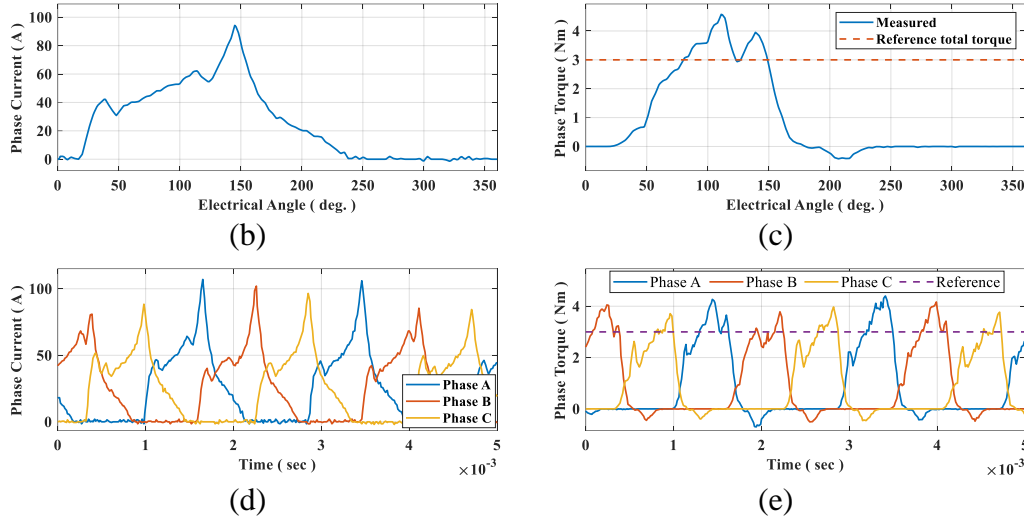 Phase Current ( A )
100
80
60
40
20
0
0 50 100 150 200 250 300 350
Electrical Angle ( deg. )
(b)
Phase Torque ( Nm )
4
3
2
1
0
0 50 100 150 200 250 300 350
Electrical Angle ( deg. )
Measured
Reference total torque
(c)
Phase Current ( A )
100
50
0
0 1 2 3 4 5
Time ( sec )
×10⁻³
Phase A
Phase B
Phase C
(d)
Phase Torque ( Nm )
4
2
0
0 1 2 3 4 5
Time ( sec )
×10⁻³
Phase A Phase B Phase C Reference
(e)